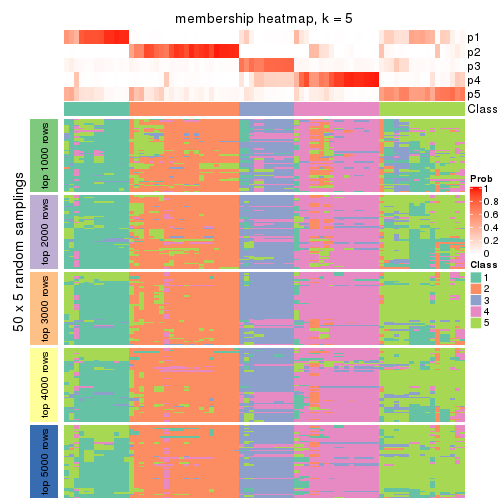 membership heatmap, k = 5
p1
p2
p3
p4
p5
Class
50 x 5 random samplings
top 1000 rows
top 2000 rows
top 3000 rows
top 4000 rows
top 5000 rows
Prob
1
0.8
0.6
0.4
0.2
0
Class
1
2
3
4
5